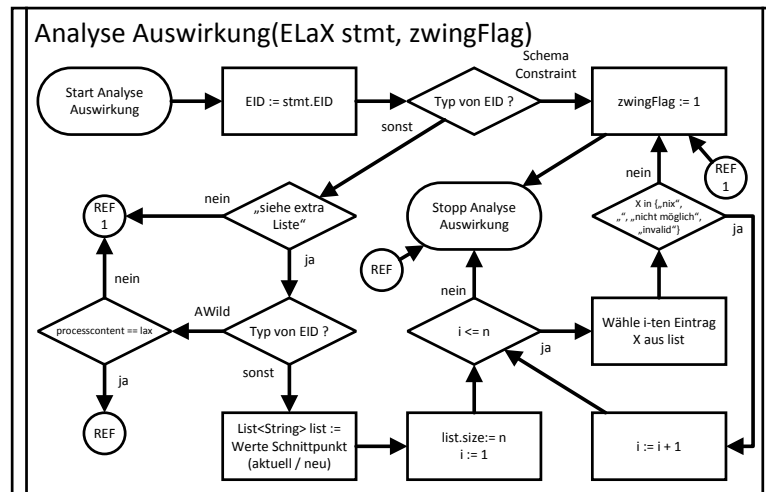 Analyse Auswirkung(ELaX stmt, zwingFlag)
Start Analyse
Auswirkung
EID := stmt.EID
Typ von EID ?
Schema
Constraint
zwingFlag := 1
sonst
nein
REF
1
nein
„siehe extra
Liste“
Stopp Analyse
Auswirkung
X in {„nix“,
„“, „nicht möglich“,
„invalid“}
REF
1
ja
REF
nein
ja
nein
processcontent == lax
AWild
Typ von EID ?
i <= n
ja
Wähle i-ten Eintrag
X aus list
ja
sonst
REF
List<String> list :=
Werte Schnittpunkt
(aktuell / neu)
list.size:= n
i := 1
i := i + 1